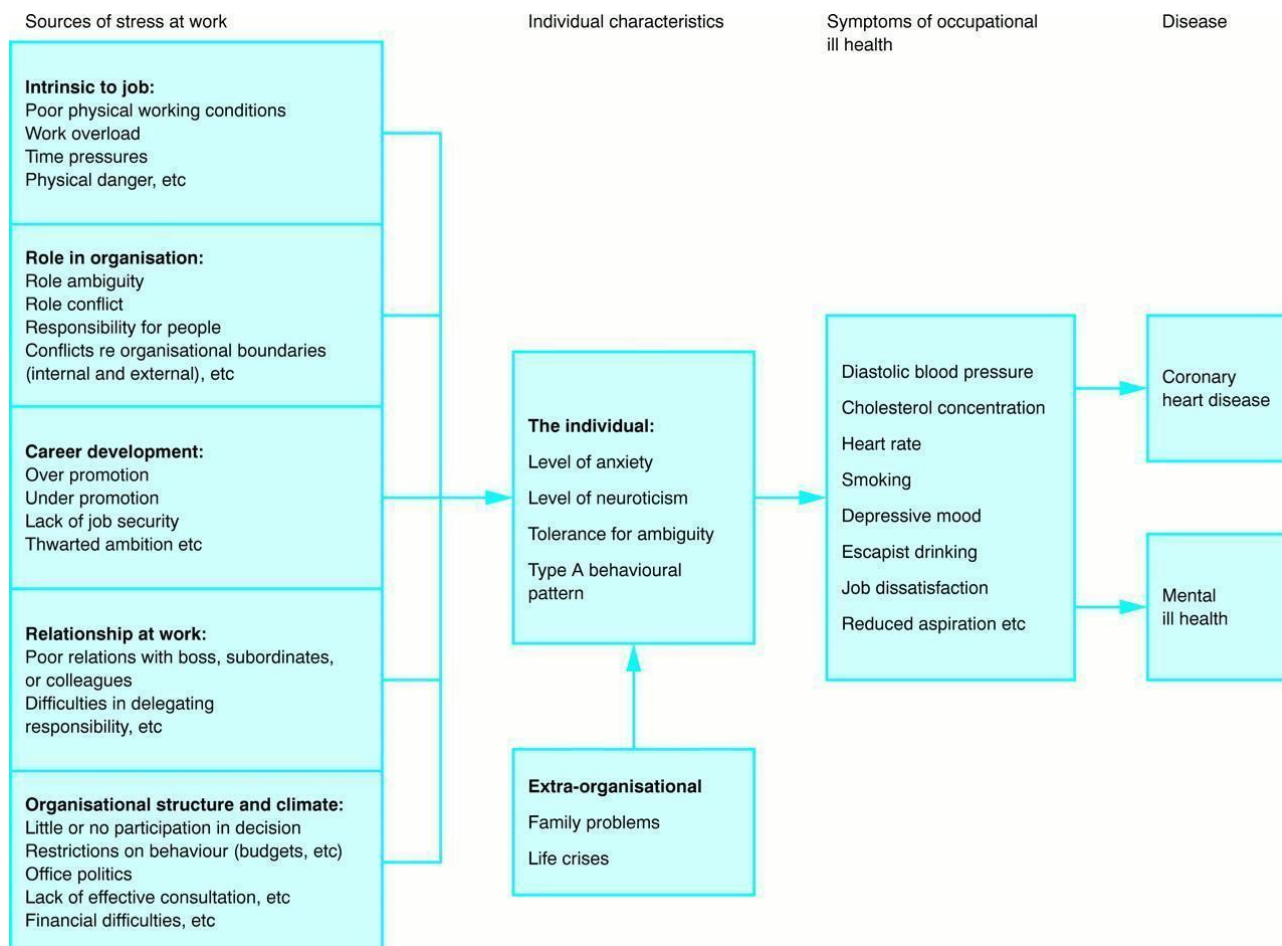 Sources of stress at work
Individual characteristics
Symptoms of occupational
ill health
Disease
Intrinsic to job:
Poor physical working conditions
Work overload
Time pressures
Physical danger, etc
Role in organisation:
Role ambiguity
Role conflict
Responsibility for people
Conflicts re organisational boundaries
(internal and external), etc
Career development:
Over promotion
Under promotion
Lack of job security
Thwarted ambition etc
Relationship at work:
Poor relations with boss, subordinates,
or colleagues
Difficulties in delegating
responsibility, etc
Organisational structure and climate:
Little or no participation in decision
Restrictions on behaviour (budgets, etc)
Office politics
Lack of effective consultation, etc
Financial difficulties, etc
The individual:
Level of anxiety
Level of neuroticism
Tolerance for ambiguity
Type A behavioural
pattern
Extra-organisational
Family problems
Life crises
Diastolic blood pressure
Cholesterol concentration
Heart rate
Smoking
Depressive mood
Escapist drinking
Job dissatisfaction
Reduced aspiration etc
Coronary
heart disease
Mental
ill health